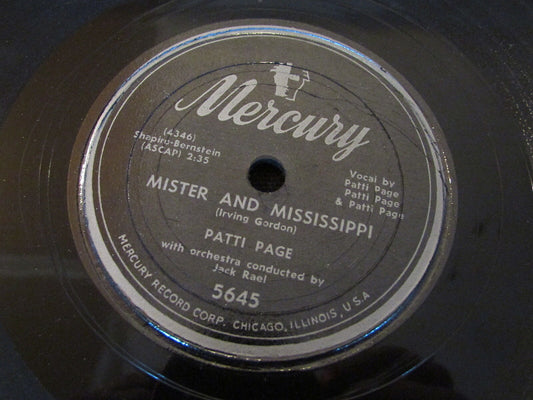 Mercury
(4346)
Shapiro-Bernstein
(ASCAP) 2:35
Vocal by
Patti Page
Patti Page
& Patti Page
MISTER AND MISSISSIPPI
(Irving Gordon)
PATTI PAGE
with orchestra conducted by
Jack Rael
5645
MERCURY RECORD CORP. CHICAGO, ILLINOIS, U.S.A